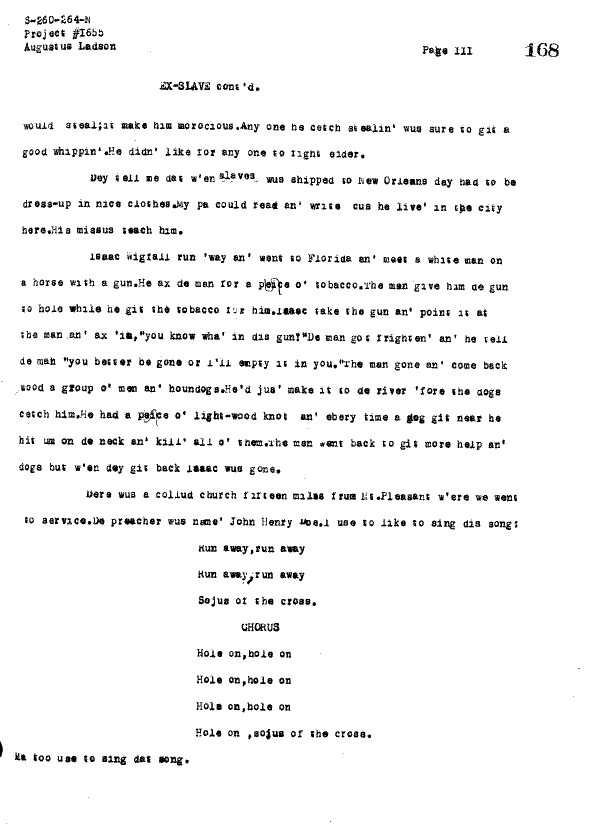 S-260-264-N
Project #1655
Augustus Ladson
Page III 168
EX-SLAVE cont'd.
would steal;it make him morocious.Any one he cetch stealin' wus sure to git a
good whippin'.He didn' like for any one to fight eider.
Dey tell me dat w'en slaves wus shipped to New Orleans day had to be
dress-up in nice clothes.My pa could read an' write cus he live' in the city
here.His missus teach him.
Isaac Wigfall run 'way an' went to Florida an' meet a white man on
a horse with a gun.He ax de man for a peice o' tobacco.The man give him de gun
to hole while he git the tobacco for him.Isaac take the gun an' point it at
the man an' ax 'im,"you know wha' in dis gun?"De man got frighten' an' he tell
de man "you better be gone or I'll empty it in you."The man gone an' come back
wood a group o' men an' houndogs.He'd jus' make it to de river 'fore the dogs
cetch him.He had a peice o' light-wood knot an' ebery time a dog git near he
hit um on de neck an' kill' all o' them.The men went back to git more help an'
dogs but w'en dey git back Isaac wus gone.
Dere wus a collud church fifteen miles frum Mt.Pleasant w'ere we went
to service.De preacher wus name' John Henry Doe.I use to like to sing dis song:
Run away,run away
Run away,run away
Sojus of the cross.
CHORUS
Hole on,hole on
Hole on,hole on
Hole on,hole on
Hole on ,sojus of the cross.
Ma too use to sing dat song.